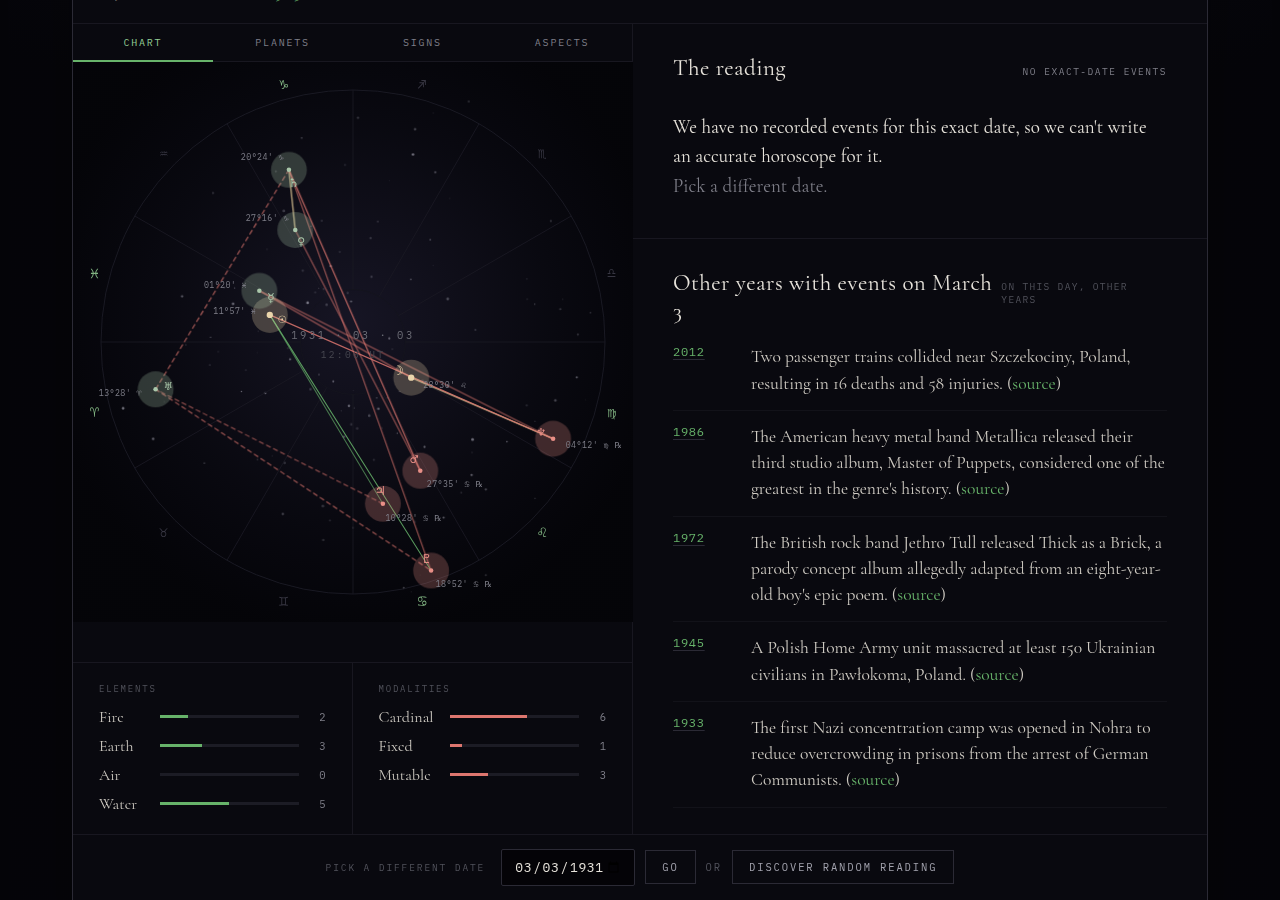 CHART PLANETS SIGNS ASPECTS
♑ ♐
♒ ♏
20°24' ♑
27°16' ♑
♓ ♎
01°20' ♓
11°57' ♓
1931 · 03 · 03
13°28' ♈
♈ ♍
04°12' ♍ ℞
27°35' ♋ ℞
10°28' ♋ ℞
♉ ♌
18°52' ♋ ℞
♊ ♋
ELEMENTS
Fire 2
Earth 3
Air 0
Water 5
MODALITIES
Cardinal 6
Fixed 1
Mutable 3
The reading
NO EXACT-DATE EVENTS
We have no recorded events for this exact date, so we can't write
an accurate horoscope for it.
Pick a different date.
Other years with events on March
3
ON THIS DAY, OTHER
YEARS
2012
Two passenger trains collided near Szczekociny, Poland,
resulting in 16 deaths and 58 injuries. (source)
1986
The American heavy metal band Metallica released their
third studio album, Master of Puppets, considered one of the
greatest in the genre's history. (source)
1972
The British rock band Jethro Tull released Thick as a Brick, a
parody concept album allegedly adapted from an eight-year-
old boy's epic poem. (source)
1945
A Polish Home Army unit massacred at least 150 Ukrainian
civilians in Pawłokoma, Poland. (source)
1933
The first Nazi concentration camp was opened in Nohra to
reduce overcrowding in prisons from the arrest of German
Communists. (source)
PICK A DIFFERENT DATE 03/03/1931 GO OR DISCOVER RANDOM READING